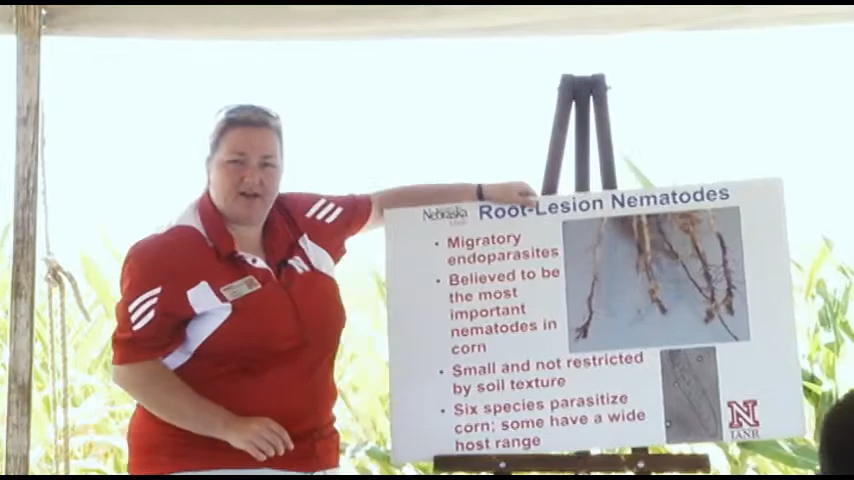 Nebraska
Root-Lesion Nematodes
• Migratory
endoparasites
• Believed to be
the most
important
nematodes in
corn
• Small and not restricted
by soil texture
• Six species parasitize
corn; some have a wide
host range
N
IANR
N